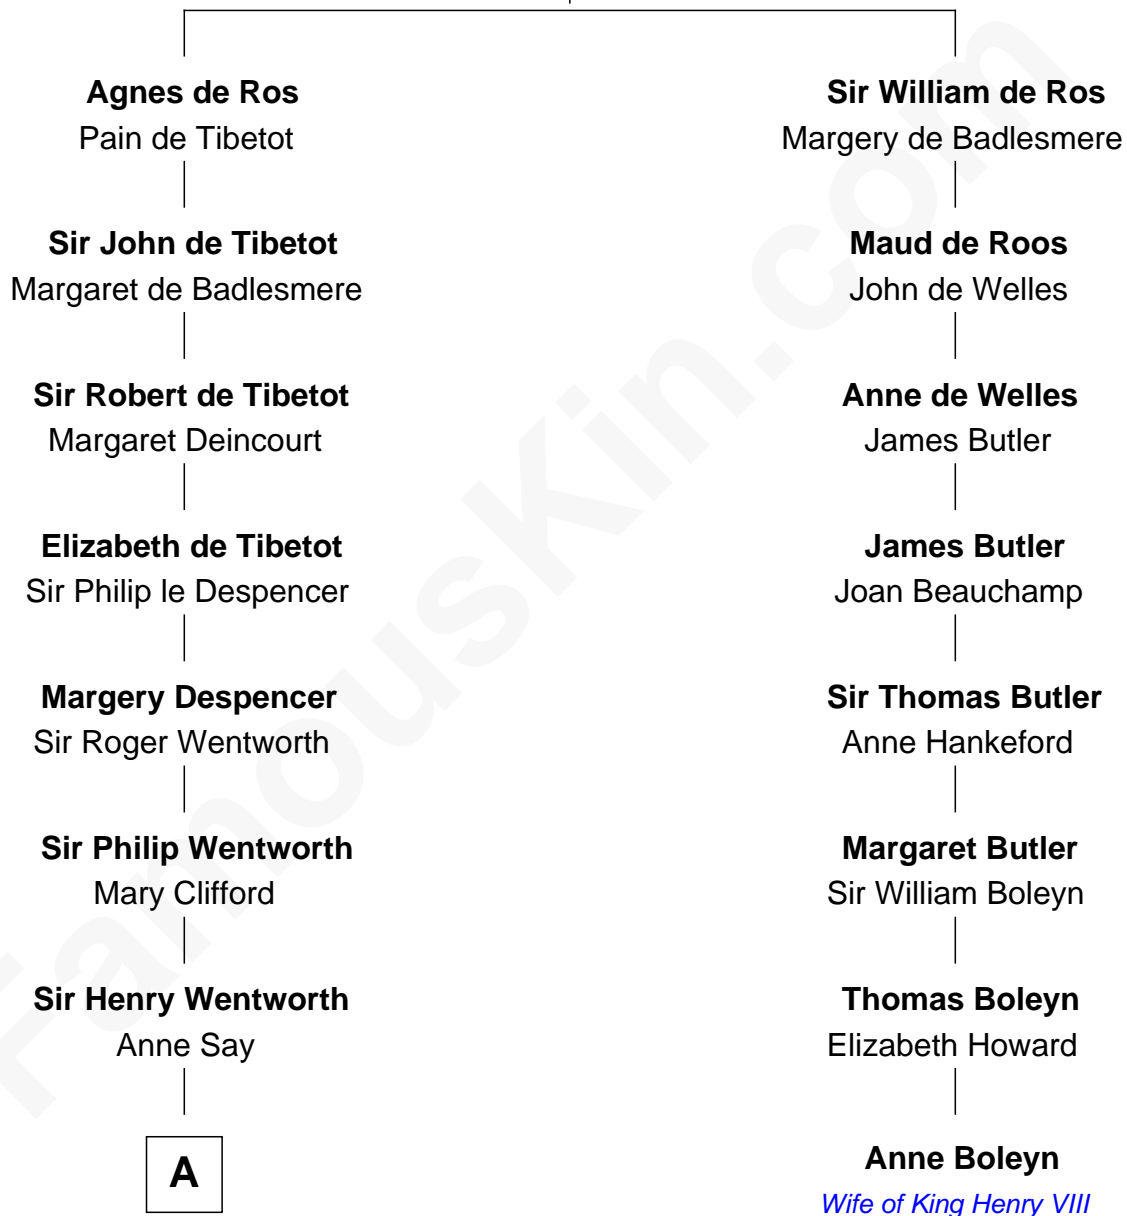 Agnes de Ros
Pain de Tibetot
Sir John de Tibetot
Margaret de Badlesmere
Sir Robert de Tibetot
Margaret Deincourt
Elizabeth de Tibetot
Sir Philip le Despencer
Margery Despencer
Sir Roger Wentworth
Sir Philip Wentworth
Mary Clifford
Sir Henry Wentworth
Anne Say
A
Sir William de Ros
Margery de Badlesmere
Maud de Roos
John de Welles
Anne de Welles
James Butler
James Butler
Joan Beauchamp
Sir Thomas Butler
Anne Hankeford
Margaret Butler
Sir William Boleyn
Thomas Boleyn
Elizabeth Howard
Anne Boleyn
Wife of King Henry VIII
FamousKin.com